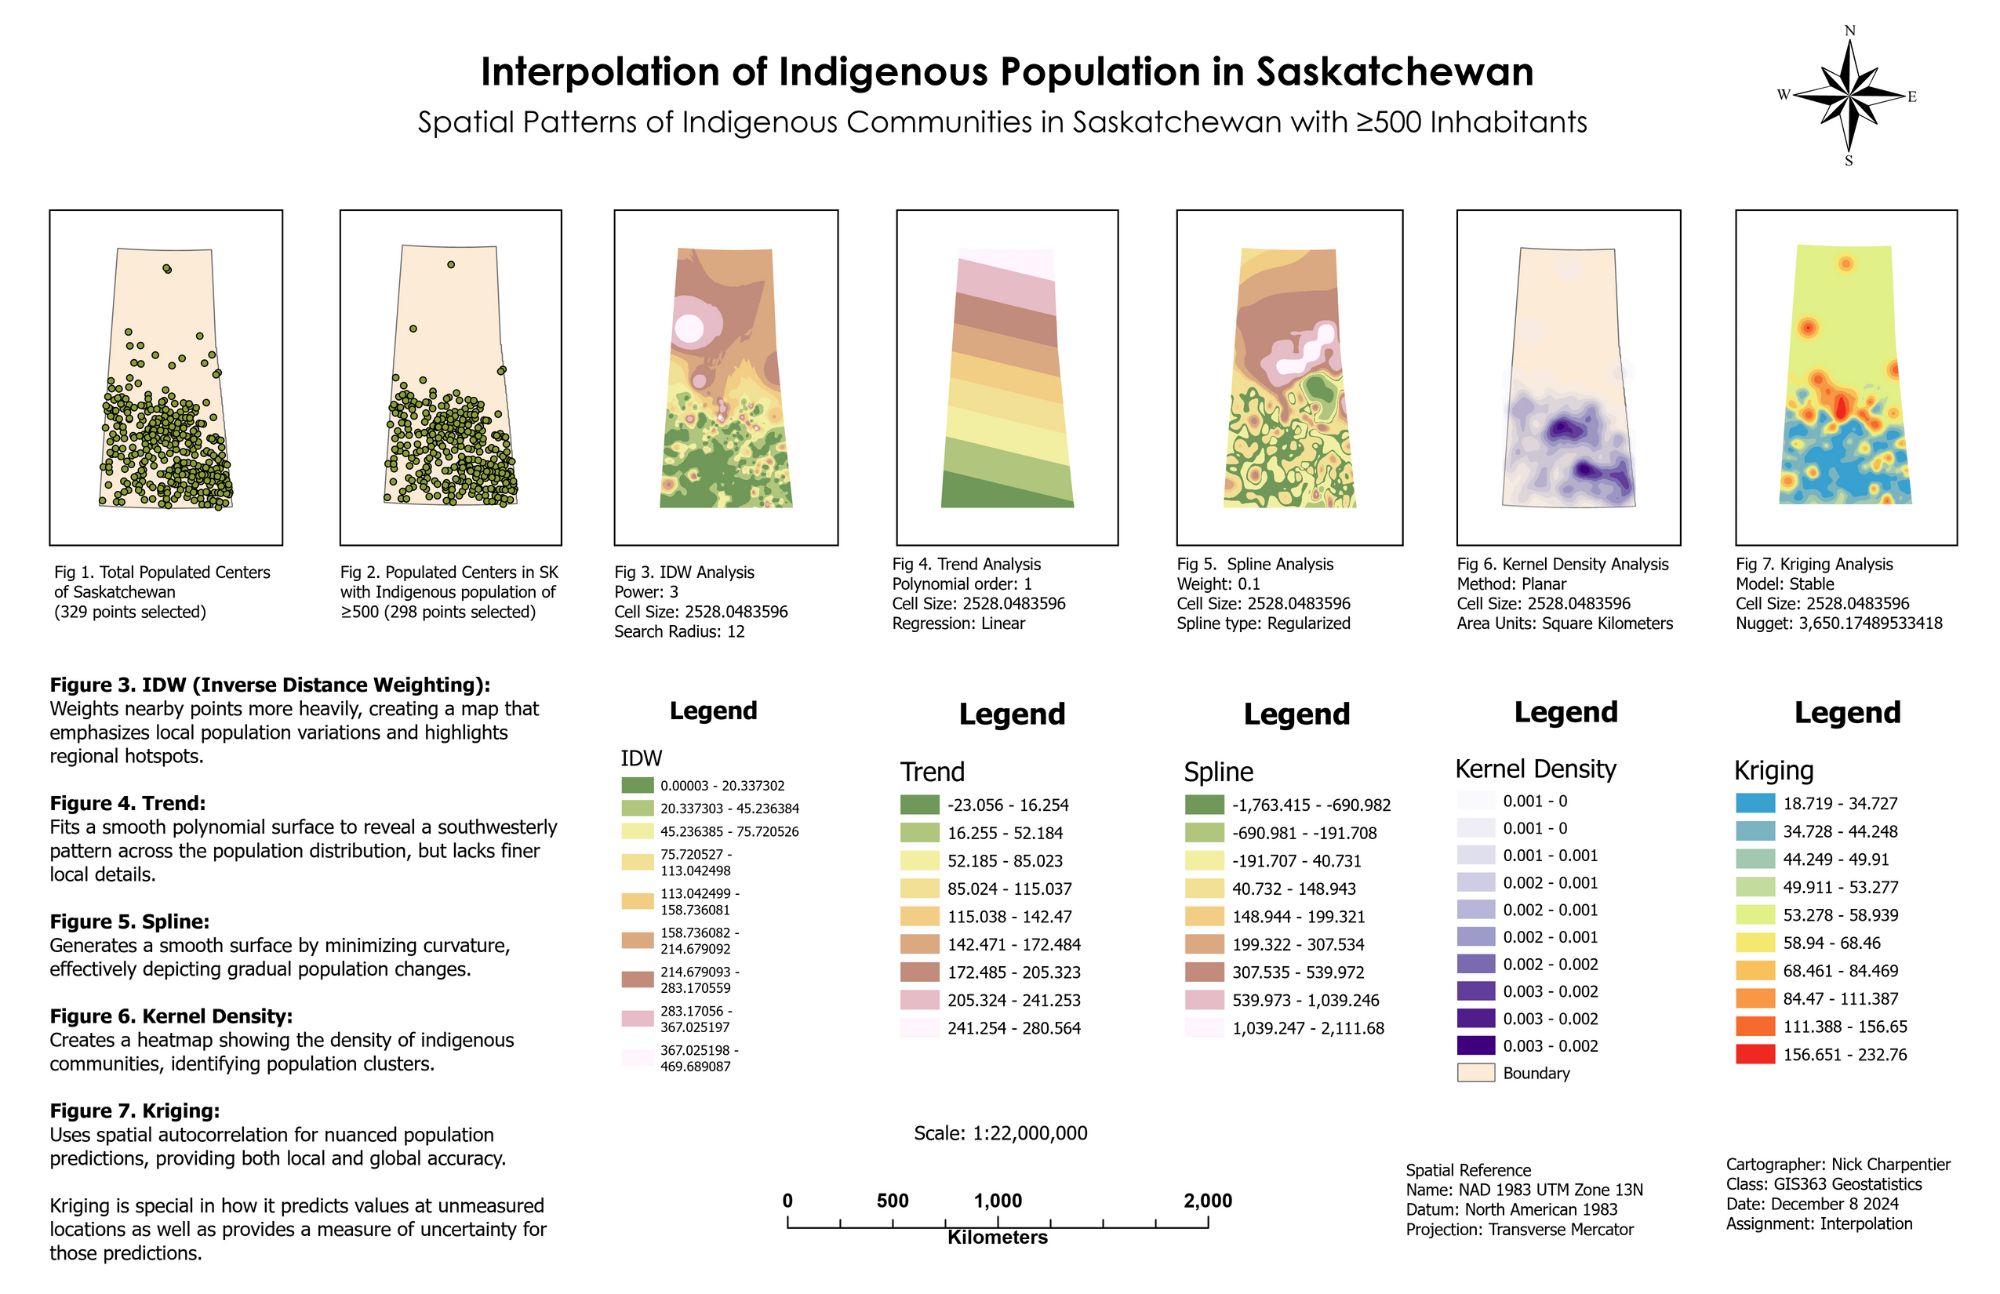 Interpolation of Indigenous Population in Saskatchewan
Spatial Patterns of Indigenous Communities in Saskatchewan with ≥500 Inhabitants
N
W
E
S
Fig 1. Total Populated Centers
of Saskatchewan
(329 points selected)
Fig 2. Populated Centers in SK
with Indigenous population of
≥500 (298 points selected)
Fig 3. IDW Analysis
Power: 3
Cell Size: 2528.0483596
Search Radius: 12
Fig 4. Trend Analysis
Polynomial order: 1
Cell Size: 2528.0483596
Regression: Linear
Fig 5.  Spline Analysis
Weight: 0.1
Cell Size: 2528.0483596
Spline type: Regularized
Fig 6. Kernel Density Analysis
Method: Planar
Cell Size: 2528.0483596
Area Units: Square Kilometers
Fig 7. Kriging Analysis
Model: Stable
Cell Size: 2528.0483596
Nugget: 3,650.17489533418
Figure 3. IDW (Inverse Distance Weighting):
Weights nearby points more heavily, creating a map that
emphasizes local population variations and highlights
regional hotspots.
Figure 4. Trend:
Fits a smooth polynomial surface to reveal a southwesterly
pattern across the population distribution, but lacks finer
local details.
Figure 5. Spline:
Generates a smooth surface by minimizing curvature,
effectively depicting gradual population changes.
Figure 6. Kernel Density:
Creates a heatmap showing the density of indigenous
communities, identifying population clusters.
Figure 7. Kriging:
Uses spatial autocorrelation for nuanced population
predictions, providing both local and global accuracy.
Kriging is special in how it predicts values at unmeasured
locations as well as provides a measure of uncertainty for
those predictions.
Legend
IDW
0.00003 - 20.337302
20.337303 - 45.236384
45.236385 - 75.720526
75.720527 -
113.042498
113.042499 -
158.736081
158.736082 -
214.679092
214.679093 -
283.170559
283.17056 -
367.025197
367.025198 -
469.689087
Legend
Trend
-23.056 - 16.254
16.255 - 52.184
52.185 - 85.023
85.024 - 115.037
115.038 - 142.47
142.471 - 172.484
172.485 - 205.323
205.324 - 241.253
241.254 - 280.564
Legend
Spline
-1,763.415 - -690.982
-690.981 - -191.708
-191.707 - 40.731
40.732 - 148.943
148.944 - 199.321
199.322 - 307.534
307.535 - 539.972
539.973 - 1,039.246
1,039.247 - 2,111.68
Legend
Kernel Density
0.001 - 0
0.001 - 0
0.001 - 0.001
0.002 - 0.001
0.002 - 0.001
0.002 - 0.001
0.002 - 0.002
0.003 - 0.002
0.003 - 0.002
0.003 - 0.002
Boundary
Legend
Kriging
18.719 - 34.727
34.728 - 44.248
44.249 - 49.91
49.911 - 53.277
53.278 - 58.939
58.94 - 68.46
68.461 - 84.469
84.47 - 111.387
111.388 - 156.65
156.651 - 232.76
Scale: 1:22,000,000
0 500 1,000 2,000
Kilometers
Spatial Reference
Name: NAD 1983 UTM Zone 13N
Datum: North American 1983
Projection: Transverse Mercator
Cartographer: Nick Charpentier
Class: GIS363 Geostatistics
Date: December 8 2024
Assignment: Interpolation